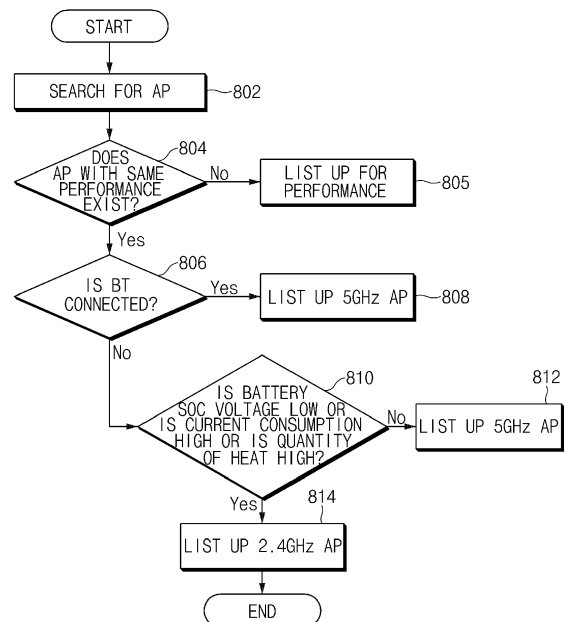 START
SEARCH FOR AP
802
804
DOES
AP WITH SAME
PERFORMANCE
EXIST?
No
LIST UP FOR
PERFORMANCE
805
Yes
806
IS BT
CONNECTED?
Yes
LIST UP 5GHz AP
808
No
810
IS BATTERY
SOC VOLTAGE LOW OR
IS CURRENT CONSUMPTION
HIGH OR IS QUANTITY
OF HEAT HIGH?
No
812
LIST UP 5GHz AP
Yes
814
LIST UP 2.4GHz AP
END